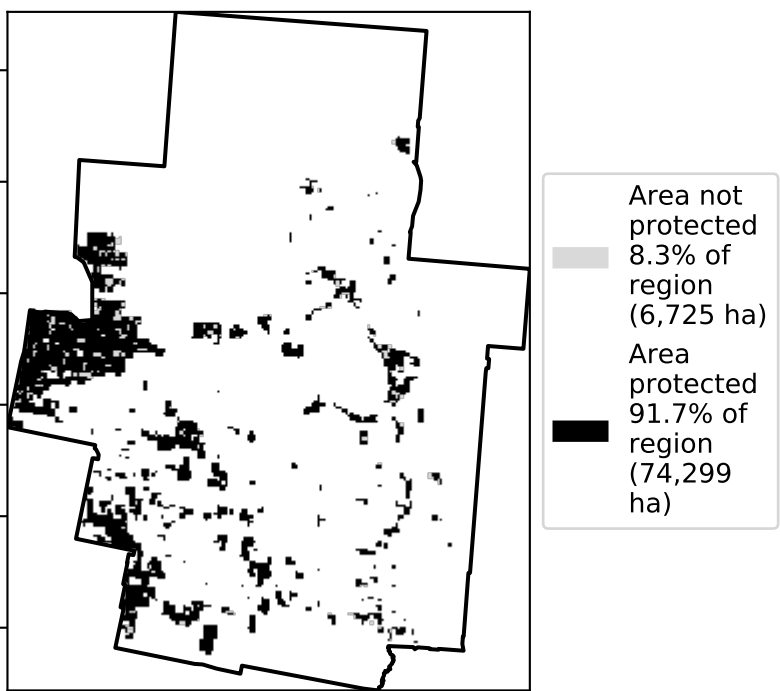 Area not
protected
8.3% of
region
(6,725 ha)
Area
protected
91.7% of
region
(74,299
ha)